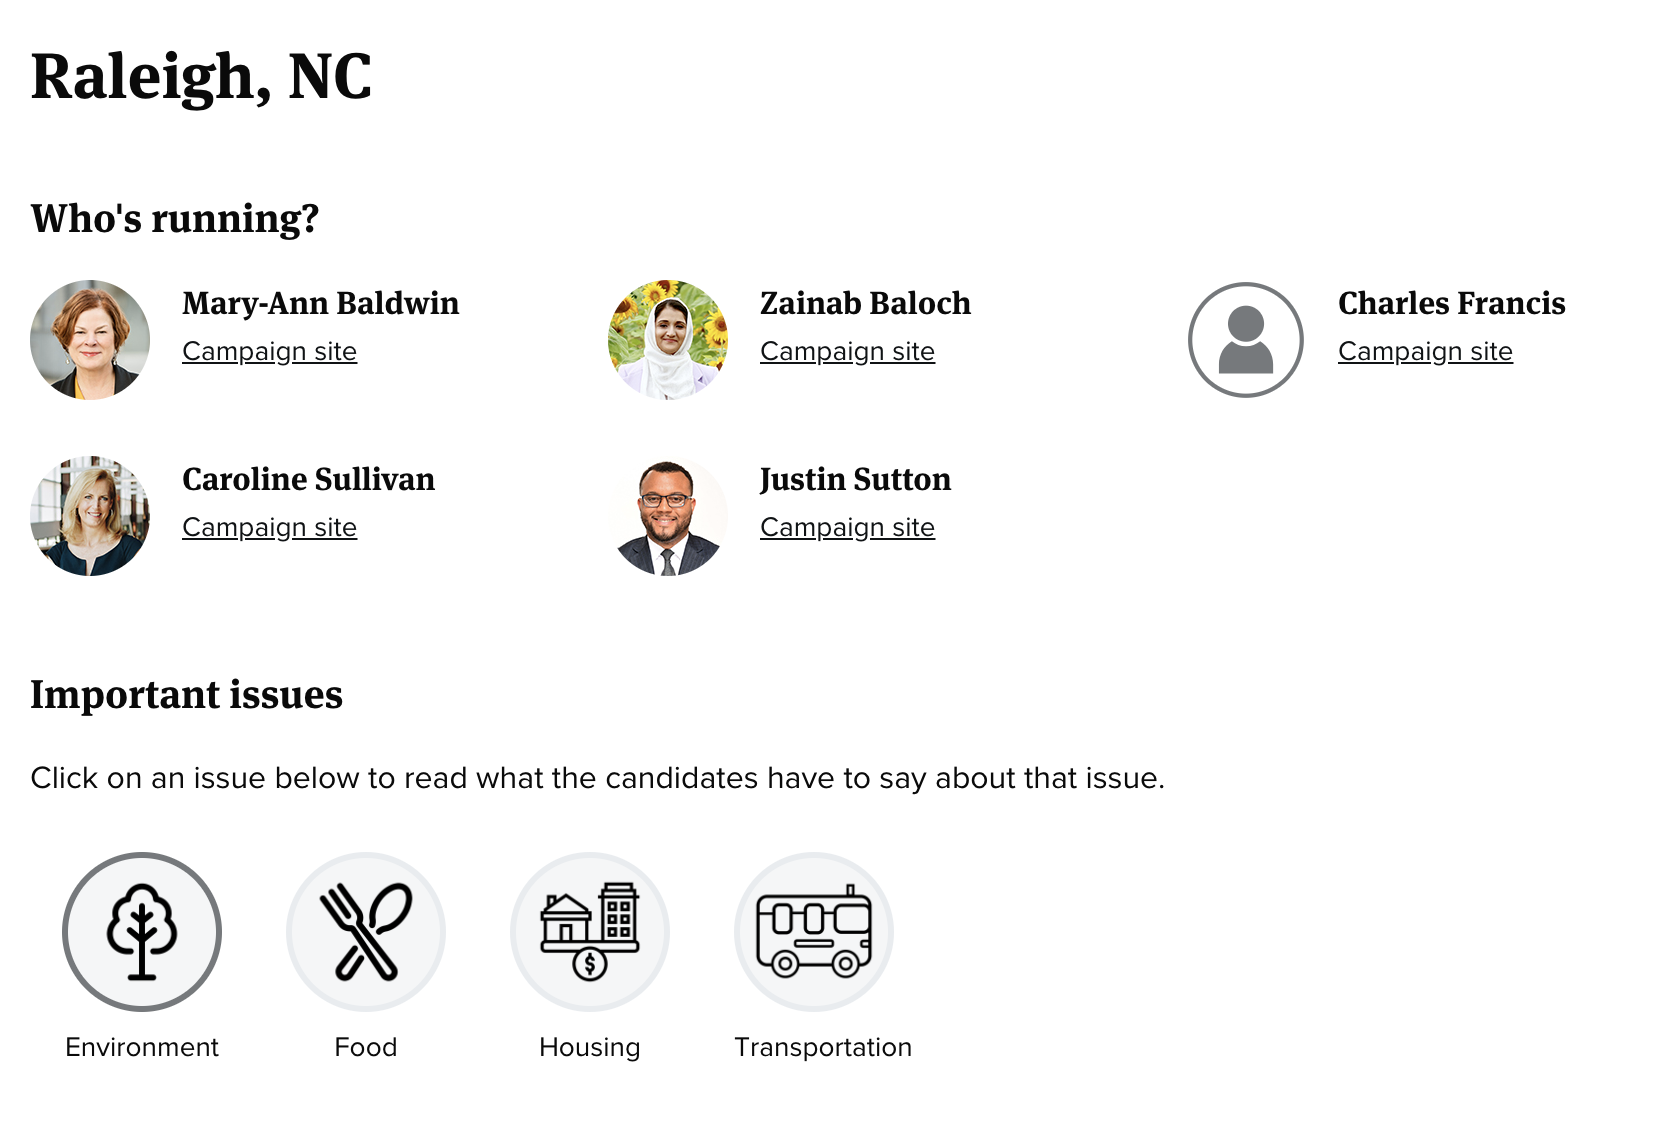 Raleigh, NC
Who's running?
Mary-Ann Baldwin
Campaign site
Zainab Baloch
Campaign site
Charles Francis
Campaign site
Caroline Sullivan
Campaign site
Justin Sutton
Campaign site
Important issues
Click on an issue below to read what the candidates have to say about that issue.
$
Environment
Food
Housing
Transportation